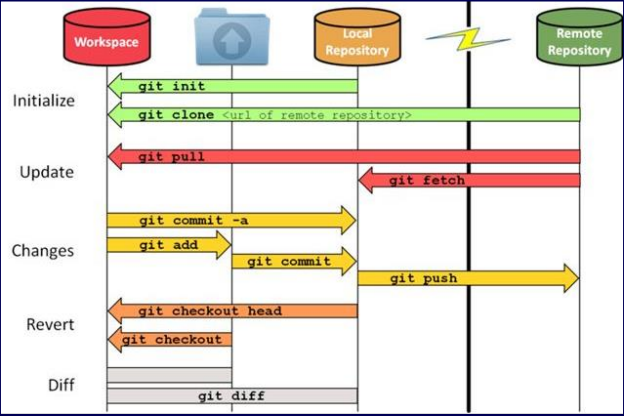 Workspace
Local
Repository
Remote
Repository
Initialize
git init
git clone <url of remote repository>
Update
git pull
git fetch
Changes
git commit -a
git add
git commit
git push
Revert
git checkout head
git checkout
Diff
git diff